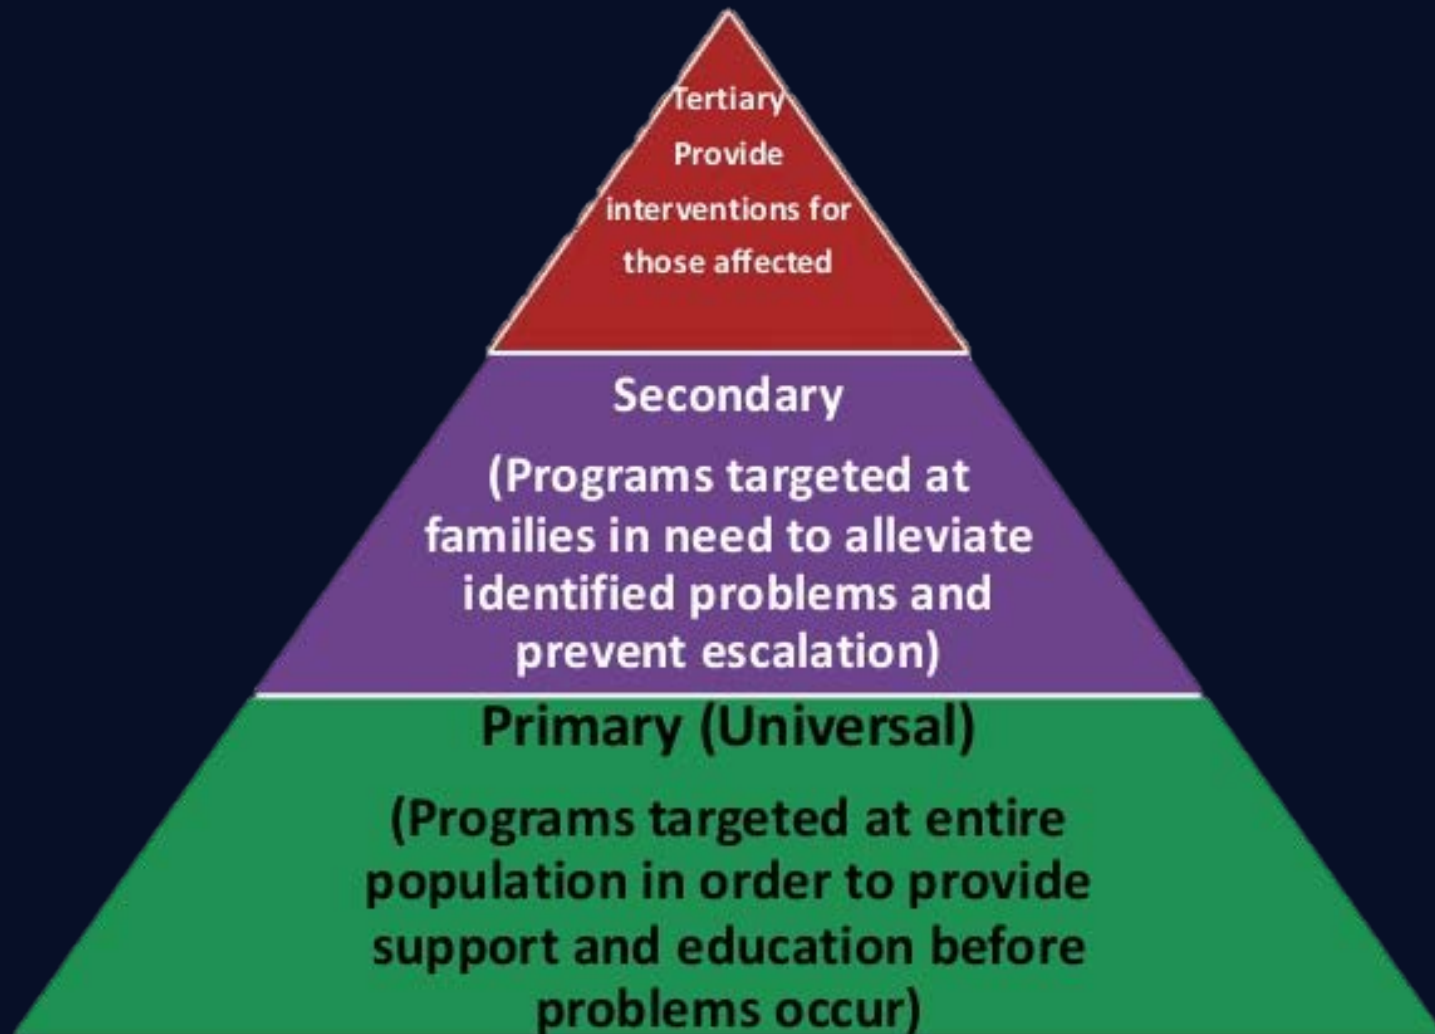 Tertiary
Provide
interventions for
those affected
Secondary
(Programs targeted at
families in need to alleviate
identified problems and
prevent escalation)
Primary (Universal)
(Programs targeted at entire
population in order to provide
support and education before
problems occur)